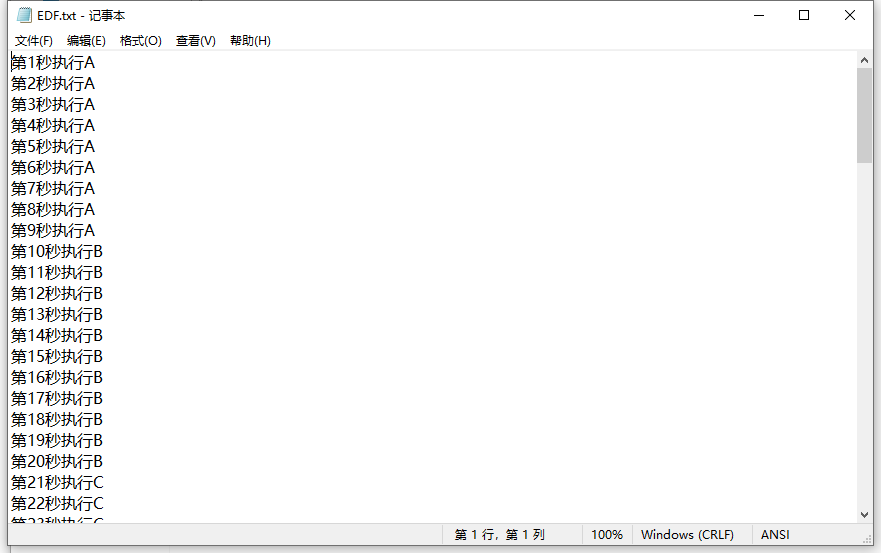 EDF.txt - 记事本
文件(F) 编辑(E) 格式(O) 查看(V) 帮助(H)
第1秒执行A
第2秒执行A
第3秒执行A
第4秒执行A
第5秒执行A
第6秒执行A
第7秒执行A
第8秒执行A
第9秒执行A
第10秒执行B
第11秒执行B
第12秒执行B
第13秒执行B
第14秒执行B
第15秒执行B
第16秒执行B
第17秒执行B
第18秒执行B
第19秒执行B
第20秒执行B
第21秒执行C
第22秒执行C
第23秒执行C
第 1 行，第 1 列 100% Windows (CRLF) ANSI